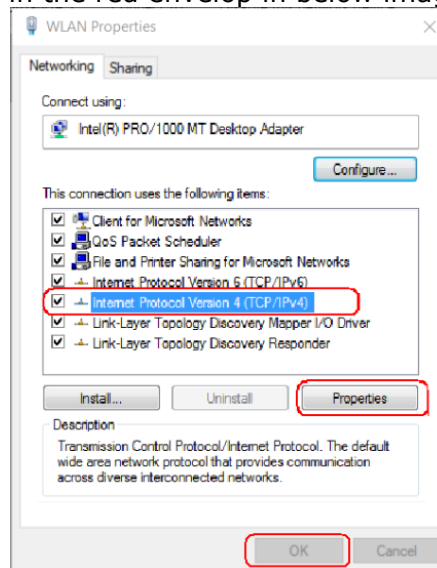 in the red envelop in below ima
WLAN Properties
Networking Sharing
Connect using:
Intel(R) PRO/1000 MT Desktop Adapter
Configure...
This connection uses the following items:
Client for Microsoft Networks
QoS Packet Scheduler
File and Printer Sharing for Microsoft Networks
Internet Protocol Version 6 (TCP/IPv6)
Internet Protocol Version 4 (TCP/IPv4)
Link-Layer Topology Discovery Mapper I/O Driver
Link-Layer Topology Discovery Responder
Install... Uninstall Properties
Description
Transmission Control Protocol/Internet Protocol. The default
wide area network protocol that provides communication
across diverse interconnected networks.
OK Cancel